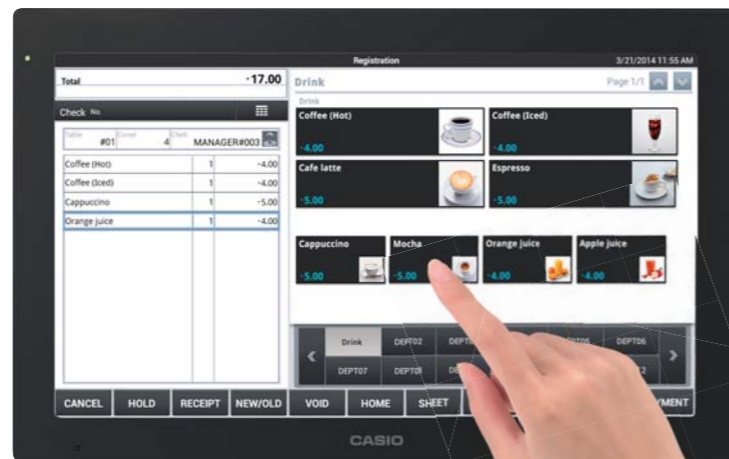 Registration 3/21/2014 11:55 AM
Total ·17.00
Check No.
Table #01 Cover 4 Clerk MANAGER#003
Coffee (Hot) 1 ·4.00
Coffee (Iced) 1 ·4.00
Cappuccino 1 ·5.00
Orange juice 1 ·4.00
Drink Page 1/1
Drink
Coffee (Hot) Coffee (Iced)
·4.00 ·4.00
Cafe latte Espresso
·5.00 ·5.00
Cappuccino Mocha Orange juice Apple juice
·5.00 ·5.00 ·4.00 ·4.00
Drink DEPT02 DEPT06
DEPT07
CANCEL HOLD RECEIPT NEW/OLD VOID HOME SHEET
CASIO